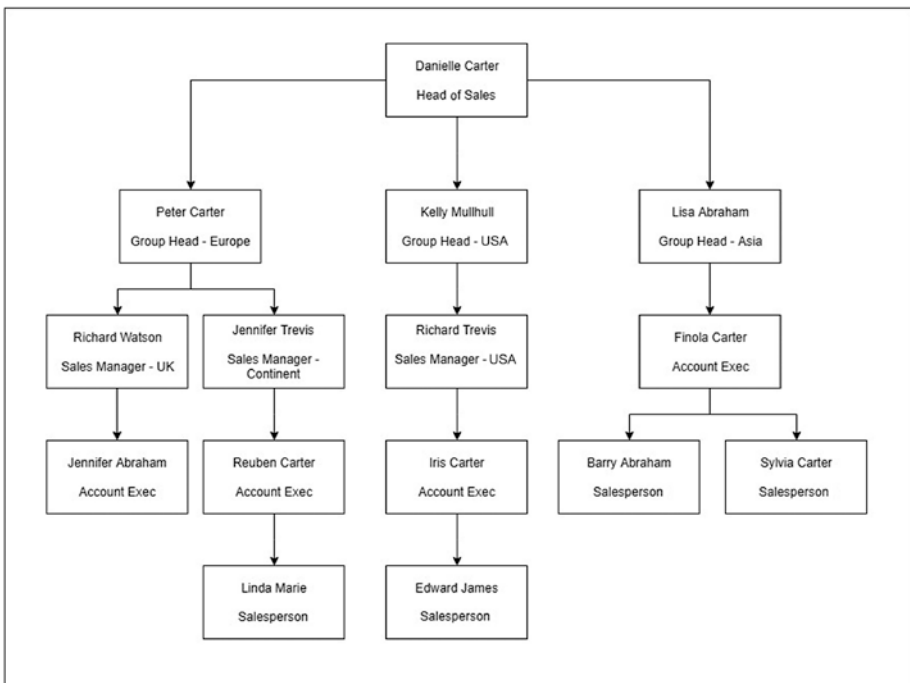 Danielle Carter
Head of Sales
Peter Carter
Group Head - Europe
Kelly Mullhull
Group Head - USA
Lisa Abraham
Group Head - Asia
Richard Watson
Sales Manager - UK
Jennifer Trevis
Sales Manager -
Continent
Richard Trevis
Sales Manager - USA
Finola Carter
Account Exec
Jennifer Abraham
Account Exec
Reuben Carter
Account Exec
Iris Carter
Account Exec
Barry Abraham
Salesperson
Sylvia Carter
Salesperson
Linda Marie
Salesperson
Edward James
Salesperson